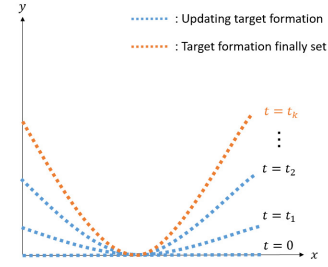 y
: Updating target formation
: Target formation finally set
t = t_k
⋮
t = t_2
t = t_1
t = 0
x